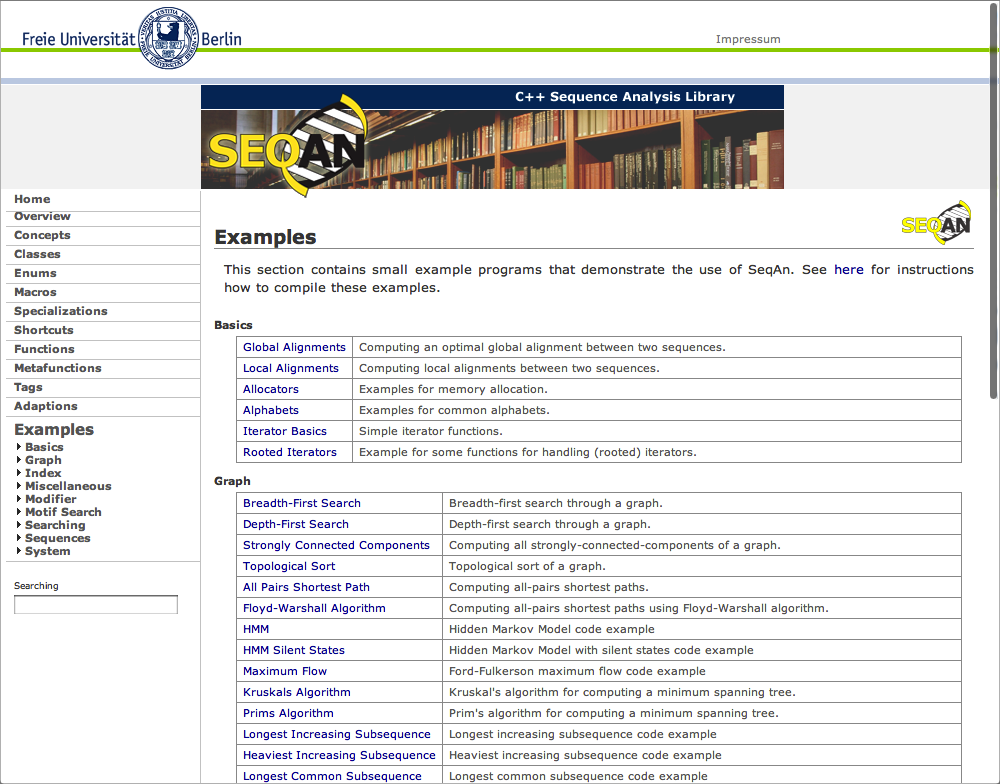 Freie Universität Berlin
Impressum
C++ Sequence Analysis Library
SEQAN
Home
Overview
Concepts
Classes
Enums
Macros
Specializations
Shortcuts
Functions
Metafunctions
Tags
Adaptions
Examples
Basics
Graph
Index
Miscellaneous
Modifier
Motif Search
Searching
Sequences
System
Searching
SEQAN
Examples
This section contains small example programs that demonstrate the use of SeqAn. See here for instructions
how to compile these examples.
Basics
Global Alignments Computing an optimal global alignment between two sequences.
Local Alignments Computing local alignments between two sequences.
Allocators Examples for memory allocation.
Alphabets Examples for common alphabets.
Iterator Basics Simple iterator functions.
Rooted Iterators Example for some functions for handling (rooted) iterators.
Graph
Breadth-First Search Breadth-first search through a graph.
Depth-First Search Depth-first search through a graph.
Strongly Connected Components Computing all strongly-connected-components of a graph.
Topological Sort Topological sort of a graph.
All Pairs Shortest Path Computing all-pairs shortest paths.
Floyd-Warshall Algorithm Computing all-pairs shortest paths using Floyd-Warshall algorithm.
HMM Hidden Markov Model code example
HMM Silent States Hidden Markov Model with silent states code example
Maximum Flow Ford-Fulkerson maximum flow code example
Kruskals Algorithm Kruskal's algorithm for computing a minimum spanning tree.
Prims Algorithm Prim's algorithm for computing a minimum spanning tree.
Longest Increasing Subsequence Longest increasing subsequence code example
Heaviest Increasing Subsequence Heaviest increasing subsequence code example
Longest Common Subsequence Longest common subsequence code example